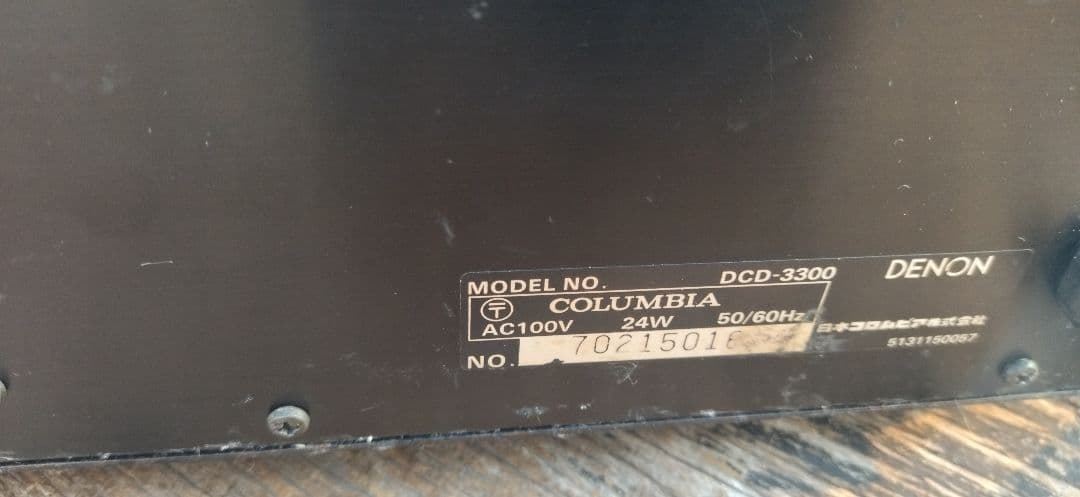 MODEL NO. DCD-3300 DENON
〒 COLUMBIA
AC100V 24W 50/60Hz
日本コロムビア株式会社
NO. 70215018
5131150057